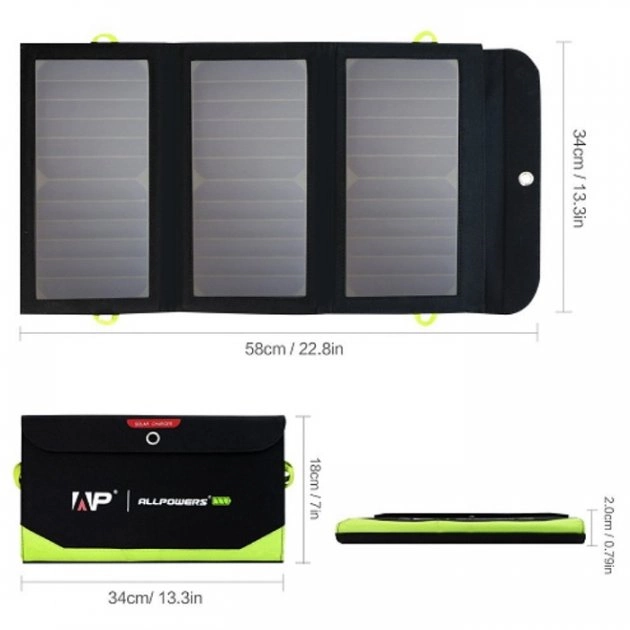 34cm / 13.3in
58cm / 22.8in
SOLAR CHARGER
18cm / 7in
AP®
ALLPOWERS®
2.0cm / 0.79in
34cm/ 13.3in